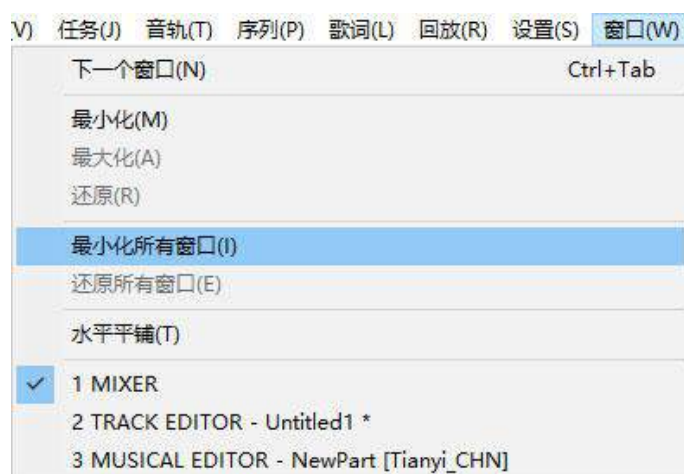 V) 任务(J) 音轨(T) 序列(P) 歌词(L) 回放(R) 设置(S) 窗口(W)
下一个窗口(N) Ctrl+Tab
最小化(M)
最大化(A)
还原(R)
最小化所有窗口(I)
还原所有窗口(E)
水平平铺(T)
1 MIXER
2 TRACK EDITOR - Untitled1 *
3 MUSICAL EDITOR - NewPart [Tianyi_CHN]